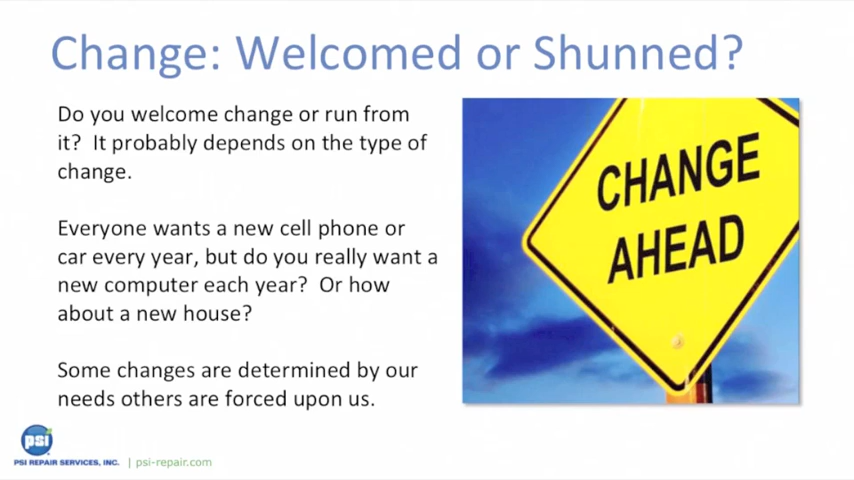 Change: Welcomed or Shunned?
Do you welcome change or run from
it?  It probably depends on the type of
change.
Everyone wants a new cell phone or
car every year, but do you really want a
new computer each year?  Or how
about a new house?
Some changes are determined by our
needs others are forced upon us.
CHANGE
AHEAD
psi
PSI REPAIR SERVICES, INC. | psi-repair.com